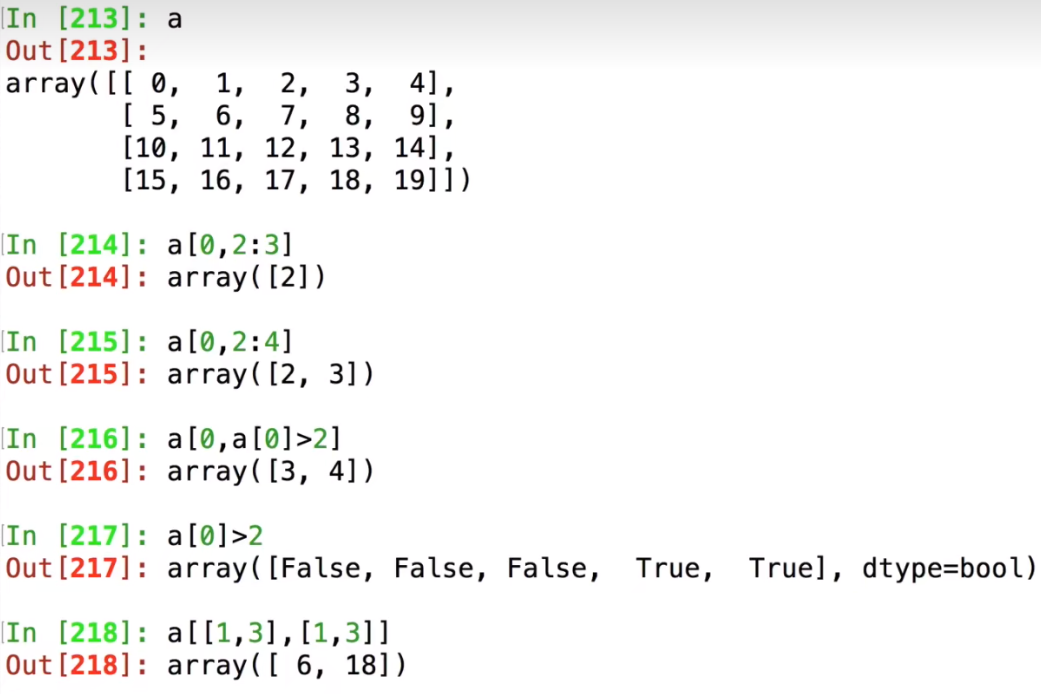 In [213]: a
Out[213]:
array([[ 0,  1,  2,  3,  4],
       [ 5,  6,  7,  8,  9],
       [10, 11, 12, 13, 14],
       [15, 16, 17, 18, 19]])
In [214]: a[0,2:3]
Out[214]: array([2])
In [215]: a[0,2:4]
Out[215]: array([2, 3])
In [216]: a[0,a[0]>2]
Out[216]: array([3, 4])
In [217]: a[0]>2
Out[217]: array([False, False, False,  True,  True], dtype=bool)
In [218]: a[[1,3],[1,3]]
Out[218]: array([ 6, 18])